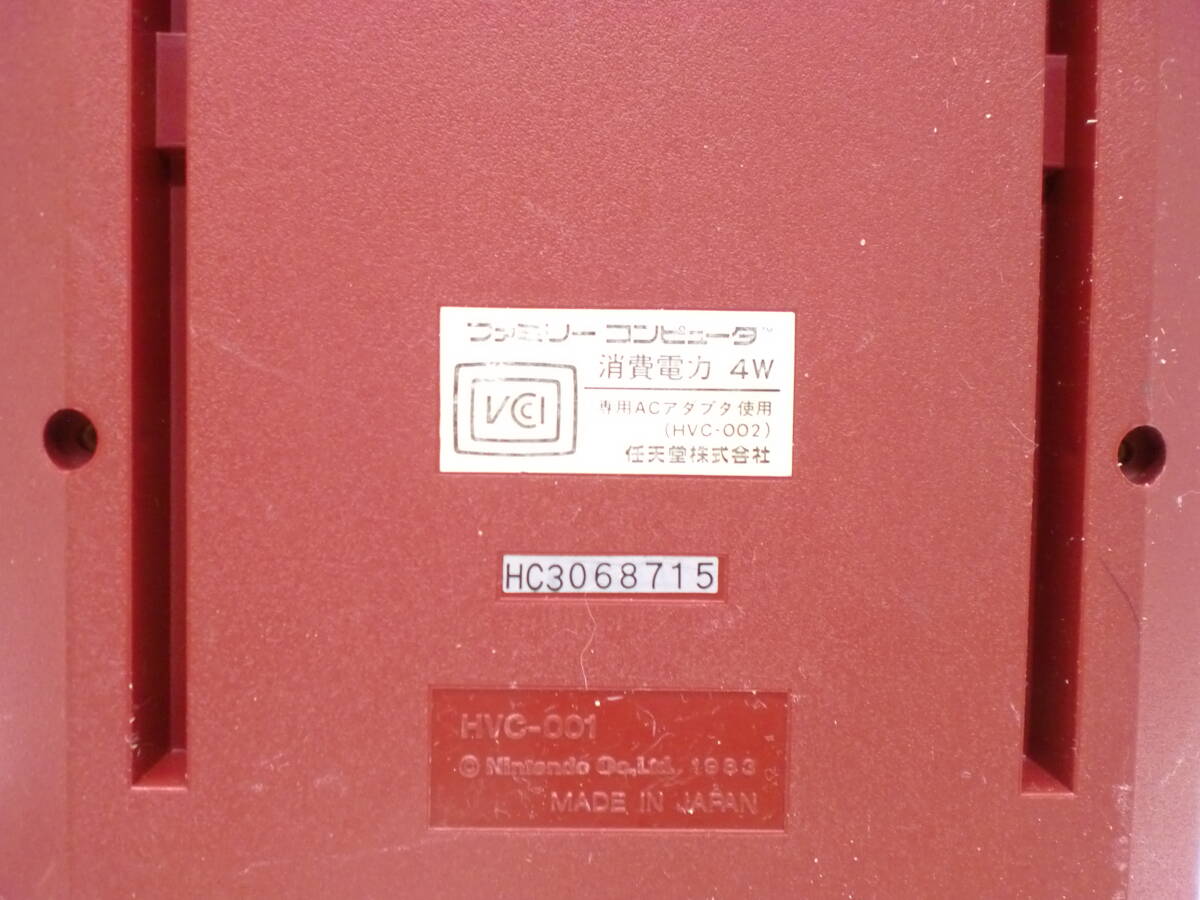 ファミリー コンピュータ™
消費電力 4W
VCCI
専用ACアダプタ使用
(HVC-002)
任天堂株式会社
HC3068715
HVC-001
© Nintendo Co.,Ltd. 1983
MADE IN JAPAN